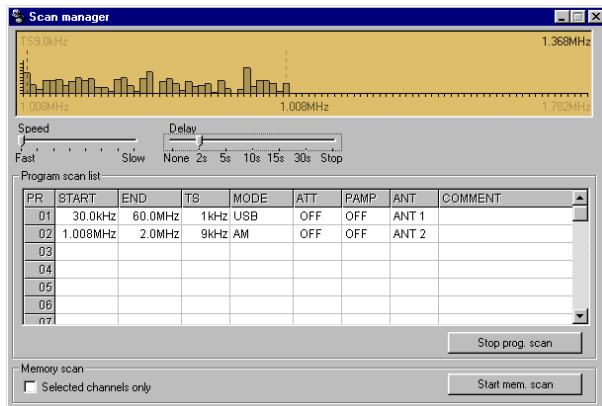 Scan manager
TS9.0kHz 1.368MHz
1.008MHz 1.008MHz 1.782MHz
Speed Delay
Fast Slow None 2s 5s 10s 15s 30s Stop
Program scan list
PR START END TS MODE ATT PAMP ANT COMMENT
01 30.0kHz 60.0MHz 1kHz USB OFF OFF ANT 1
02 1.008MHz 2.0MHz 9kHz AM OFF OFF ANT 2
03
04
05
06
07
Stop prog. scan
Memory scan
Selected channels only Start mem. scan